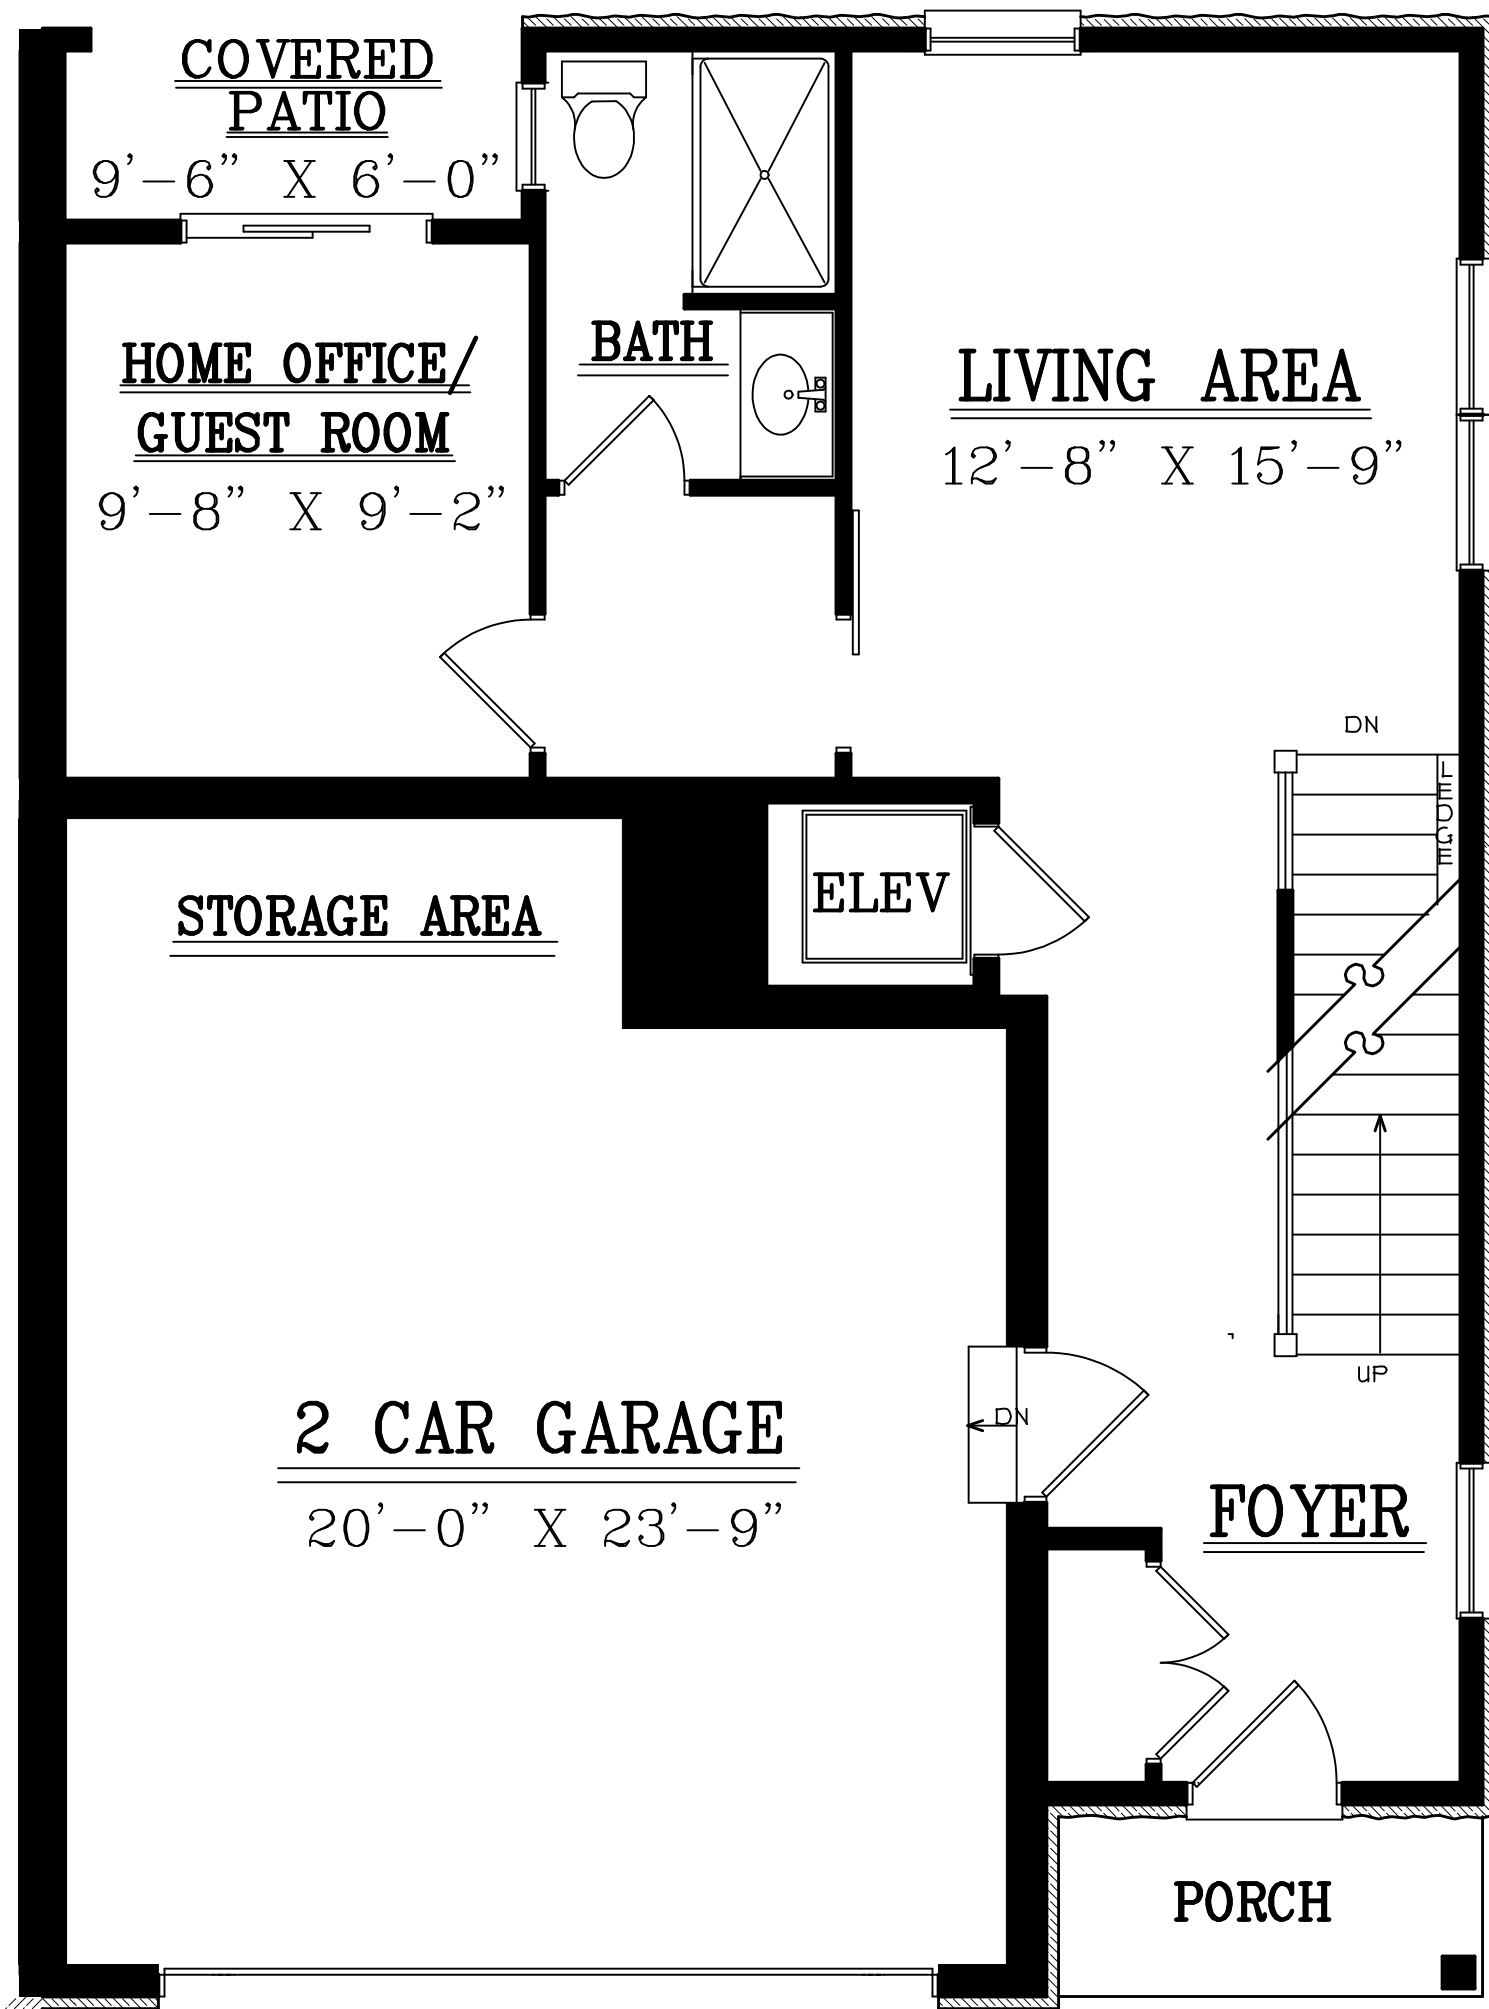 COVERED
PATIO
9'-6" X 6'-0"
HOME OFFICE/
GUEST ROOM
9'-8" X 9'-2"
BATH
LIVING AREA
12'-8" X 15'-9"
DN
LEDGE
STORAGE AREA
ELEV
UP
2 CAR GARAGE
20'-0" X 23'-9"
DN
FOYER
PORCH